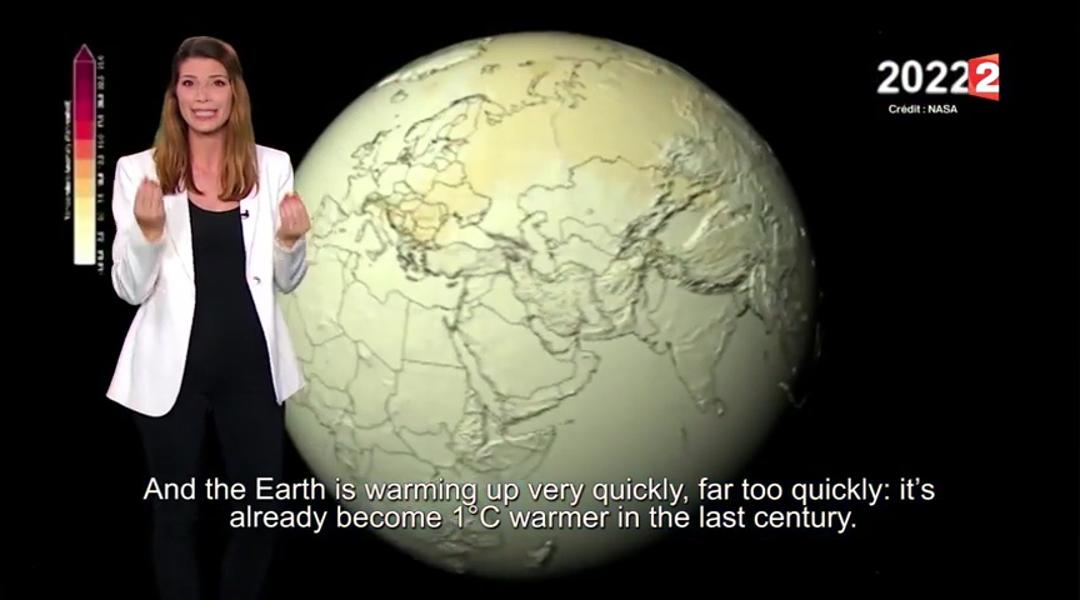 2022 2
Crédit : NASA
And the Earth is warming up very quickly, far too quickly: it's
already become 1°C warmer in the last century.